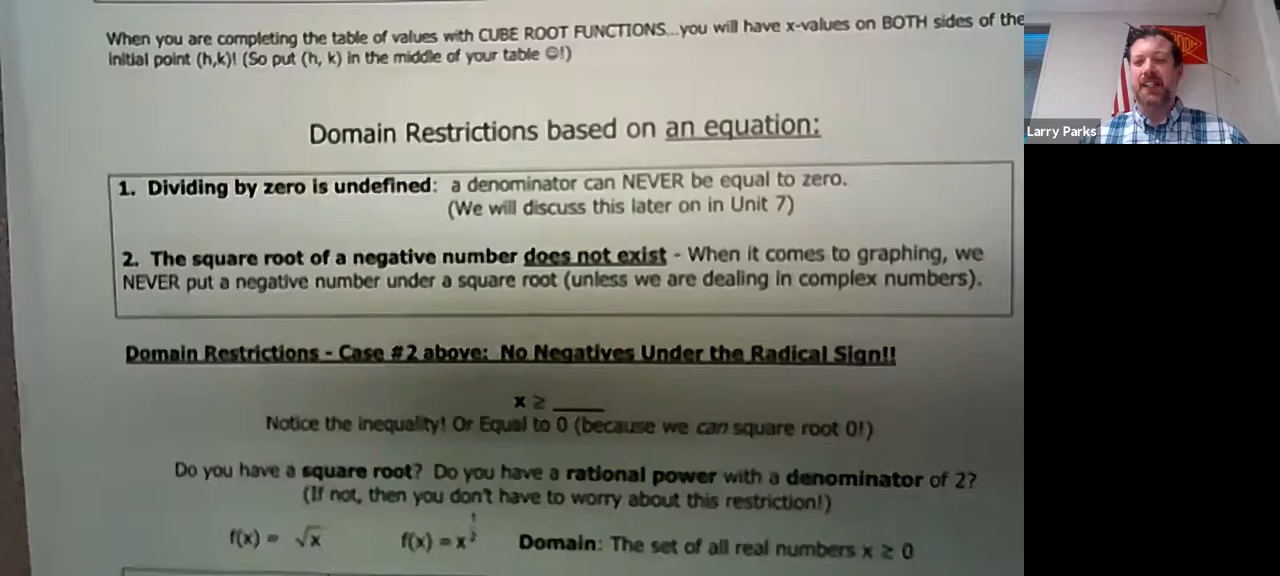 When you are completing the table of values with CUBE ROOT FUNCTIONS...you will have x-values on BOTH sides of the
initial point (h,k)! (So put (h, k) in the middle of your table ☺!)
Domain Restrictions based on an equation:
1. Dividing by zero is undefined: a denominator can NEVER be equal to zero.
(We will discuss this later on in Unit 7)
2. The square root of a negative number does not exist - When it comes to graphing, we
NEVER put a negative number under a square root (unless we are dealing in complex numbers).
Domain Restrictions - Case #2 above: No Negatives Under the Radical Sign!!
x ≥ ____
Notice the inequality! Or Equal to 0 (because we can square root 0!)
Do you have a square root? Do you have a rational power with a denominator of 2?
(If not, then you don't have to worry about this restriction!)
f(x) = √x f(x) = x^1/2 Domain: The set of all real numbers x ≥ 0
Larry Parks